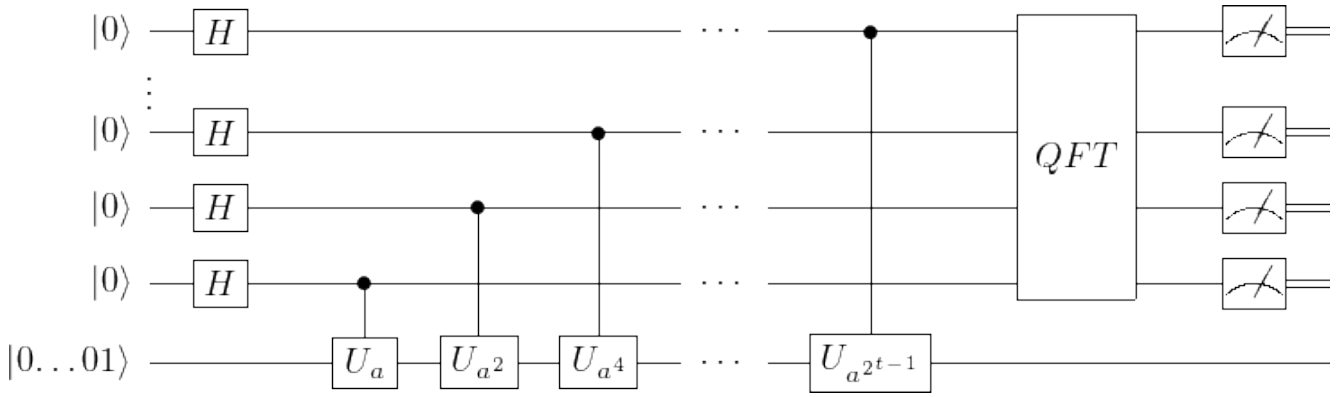 |0⟩ H ···
⋮
|0⟩ H ···
|0⟩ H ···
|0⟩ H ···
QFT
|0...01⟩ U_a U_{a^2} U_{a^4} ··· U_{a^{2^{t-1}}}